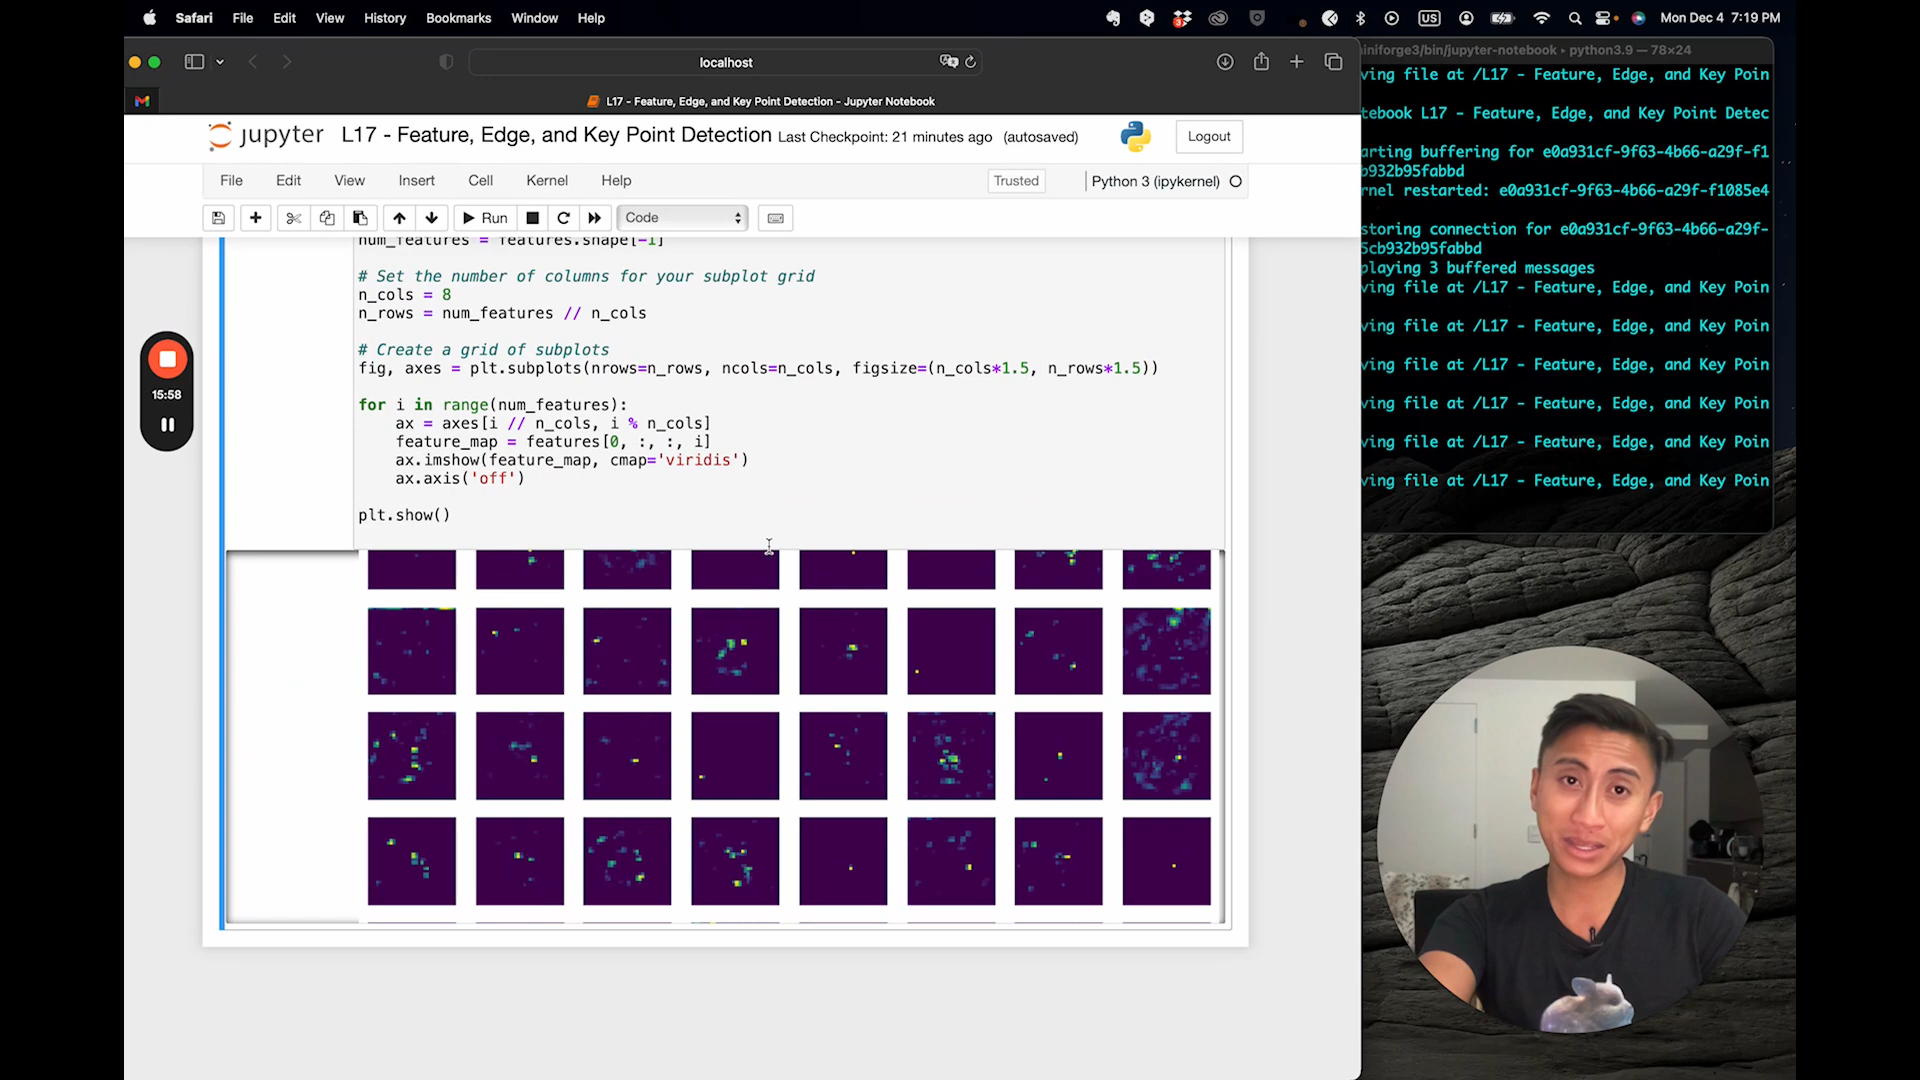 Safari File Edit View History Bookmarks Window Help
3
US
Mon Dec 4 7:19 PM
localhost
L17 - Feature, Edge, and Key Point Detection - Jupyter Notebook
jupyter L17 - Feature, Edge, and Key Point Detection Last Checkpoint: 21 minutes ago (autosaved)
Logout
File Edit View Insert Cell Kernel Help
Trusted
Python 3 (ipykernel)
Run
Code
num_features = features.shape[-1]
# Set the number of columns for your subplot grid
n_cols = 8
n_rows = num_features // n_cols
# Create a grid of subplots
fig, axes = plt.subplots(nrows=n_rows, ncols=n_cols, figsize=(n_cols*1.5, n_rows*1.5))
for i in range(num_features):
ax = axes[i // n_cols, i % n_cols]
feature_map = features[0, :, :, i]
ax.imshow(feature_map, cmap='viridis')
ax.axis('off')
plt.show()
15:58
iniforge3/bin/jupyter-notebook ▸ python3.9 — 78×24
ving file at /L17 - Feature, Edge, and Key Poin
tebook L17 - Feature, Edge, and Key Point Detec
arting buffering for e0a931cf-9f63-4b66-a29f-f1
b932b95fabbd
rnel restarted: e0a931cf-9f63-4b66-a29f-f1085e4
storing connection for e0a931cf-9f63-4b66-a29f-
5cb932b95fabbd
playing 3 buffered messages
ving file at /L17 - Feature, Edge, and Key Poin
ving file at /L17 - Feature, Edge, and Key Poin
ving file at /L17 - Feature, Edge, and Key Poin
ving file at /L17 - Feature, Edge, and Key Poin
ving file at /L17 - Feature, Edge, and Key Poin
ving file at /L17 - Feature, Edge, and Key Poin